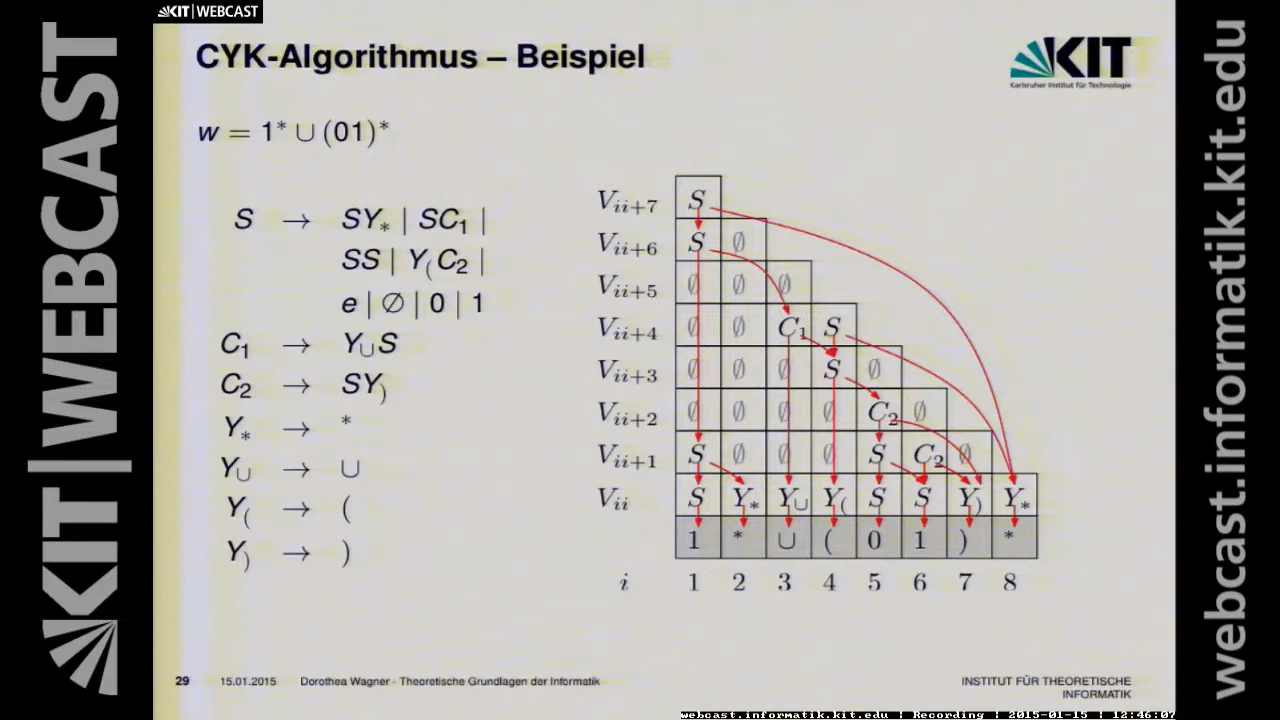 KIT | WEBCAST
KIT|WEBCAST
CYK-Algorithmus – Beispiel
KIT
Karlsruher Institut für Technologie
w = 1* ∪ (01)*
S → SY* | SC₁ |
SS | Y₍C₂ |
e | ∅ | 0 | 1
C₁ → Y∪S
C₂ → SY₎
Y* → *
Y∪ → ∪
Y₍ → (
Y₎ → )
Vᵢᵢ₊₇ S
Vᵢᵢ₊₆ S ∅
Vᵢᵢ₊₅ ∅ ∅ ∅
Vᵢᵢ₊₄ ∅ ∅ C₁ S
Vᵢᵢ₊₃ ∅ ∅ ∅ S ∅
Vᵢᵢ₊₂ ∅ ∅ ∅ ∅ C₂ ∅
Vᵢᵢ₊₁ S ∅ ∅ ∅ S C₂ ∅
Vᵢᵢ S Y* Y∪ Y₍ S S Y₎ Y*
1 * ∪ ( 0 1 ) *
i 1 2 3 4 5 6 7 8
29 15.01.2015 Dorothea Wagner - Theoretische Grundlagen der Informatik
INSTITUT FÜR THEORETISCHE
INFORMATIK
webcast.informatik.kit.edu | Recording | 2015-01-15 | 12:46:07
webcast.informatik.kit.edu